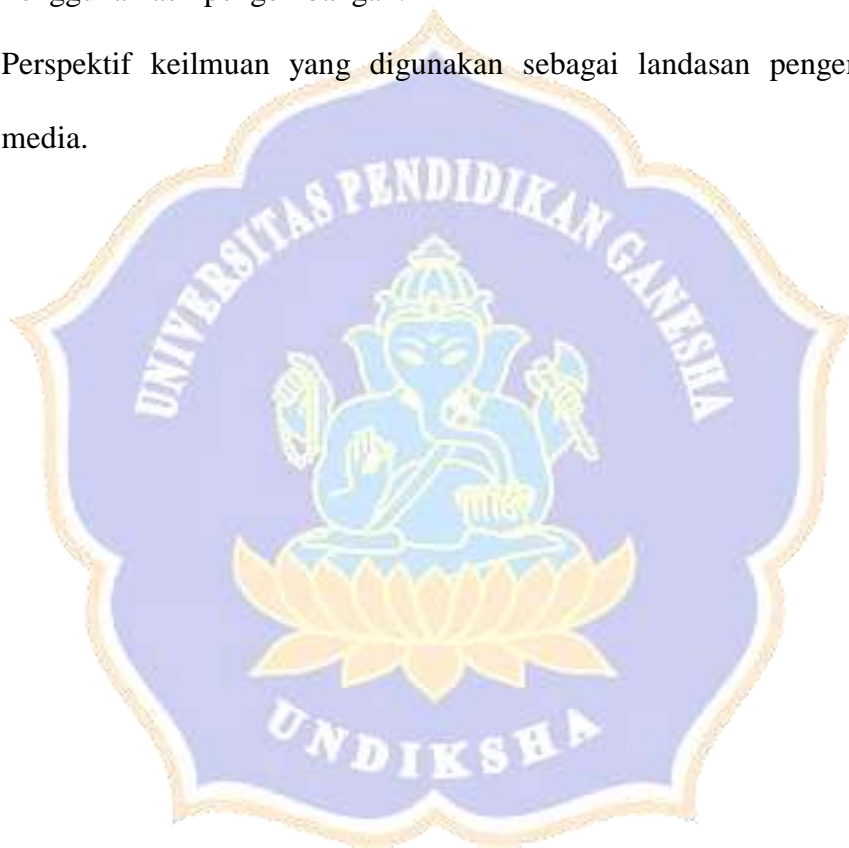 Perspektif keilmuan yang digunakan sebagai landasan
media.
UNIVERSITAS PENDIDIKAN GANESHA
UNDIKSHA